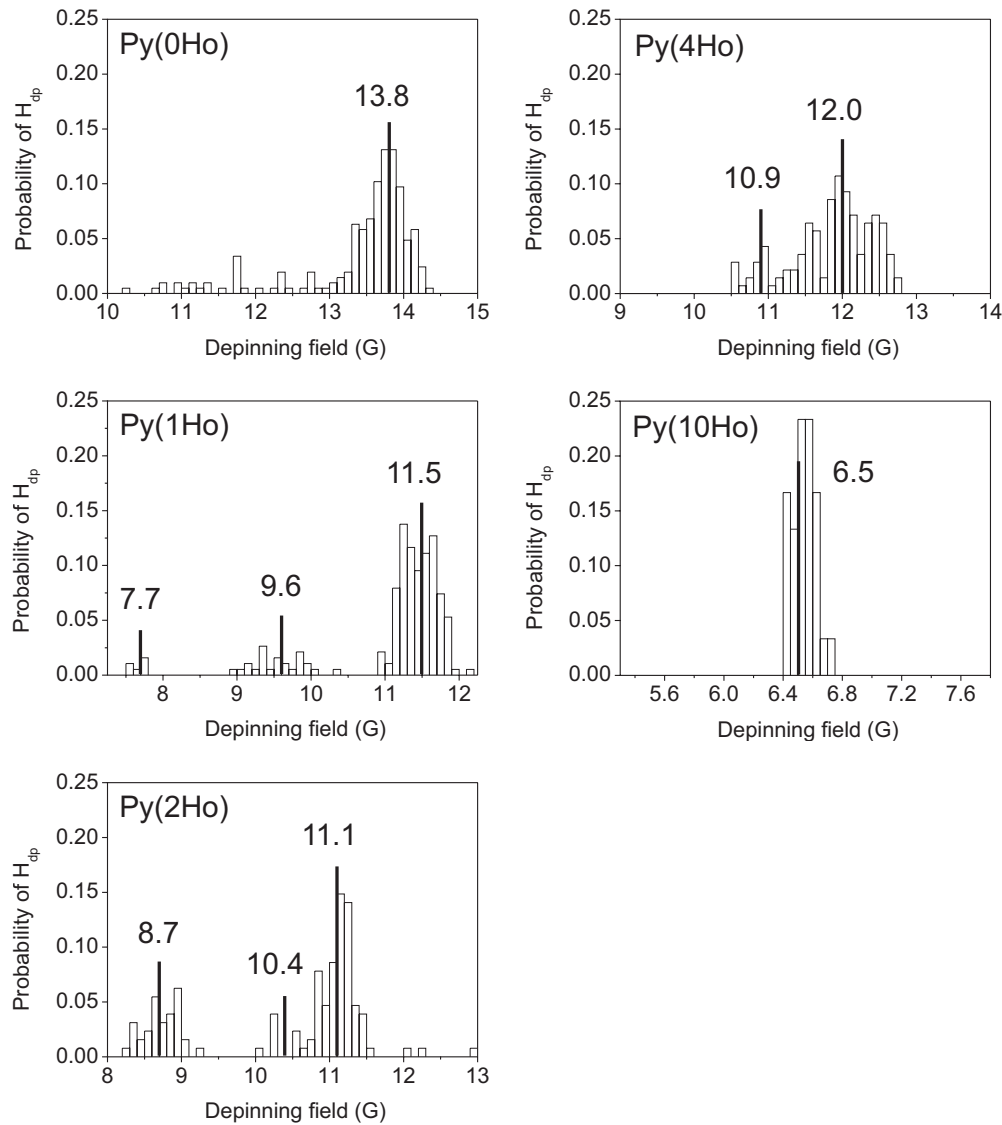 Py(0Ho)
13.8
0.25
0.20
0.15
0.10
0.05
0.00
10 11 12 13 14 15
Probability of Hdp
Depinning field (G)
Py(4Ho)
12.0
10.9
0.25
0.20
0.15
0.10
0.05
0.00
9 10 11 12 13 14
Probability of Hdp
Depinning field (G)
Py(1Ho)
11.5
9.6
7.7
0.25
0.20
0.15
0.10
0.05
0.00
8 9 10 11 12
Probability of Hdp
Depinning field (G)
Py(10Ho)
6.5
0.25
0.20
0.15
0.10
0.05
0.00
5.6 6.0 6.4 6.8 7.2 7.6
Probability of Hdp
Depinning field (G)
Py(2Ho)
11.1
8.7
10.4
0.25
0.20
0.15
0.10
0.05
0.00
8 9 10 11 12 13
Probability of Hdp
Depinning field (G)